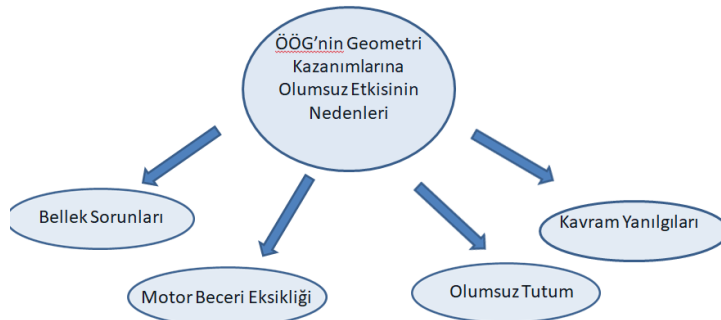 ÖÖG’nin Geometri
Kazanımlarına
Olumsuz Etkisinin
Nedenleri
Bellek Sorunları
Kavram Yanılgıları
Motor Beceri Eksikliği
Olumsuz Tutum